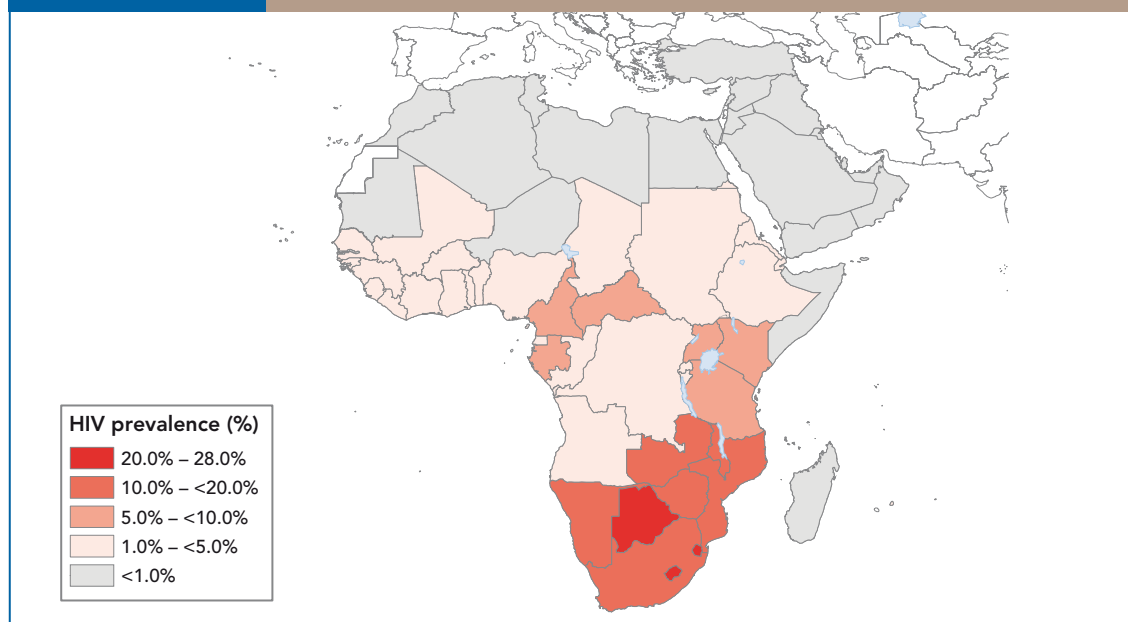 HIV prevalence (%)
20.0% – 28.0%
10.0% – <20.0%
5.0% – <10.0%
1.0% – <5.0%
<1.0%